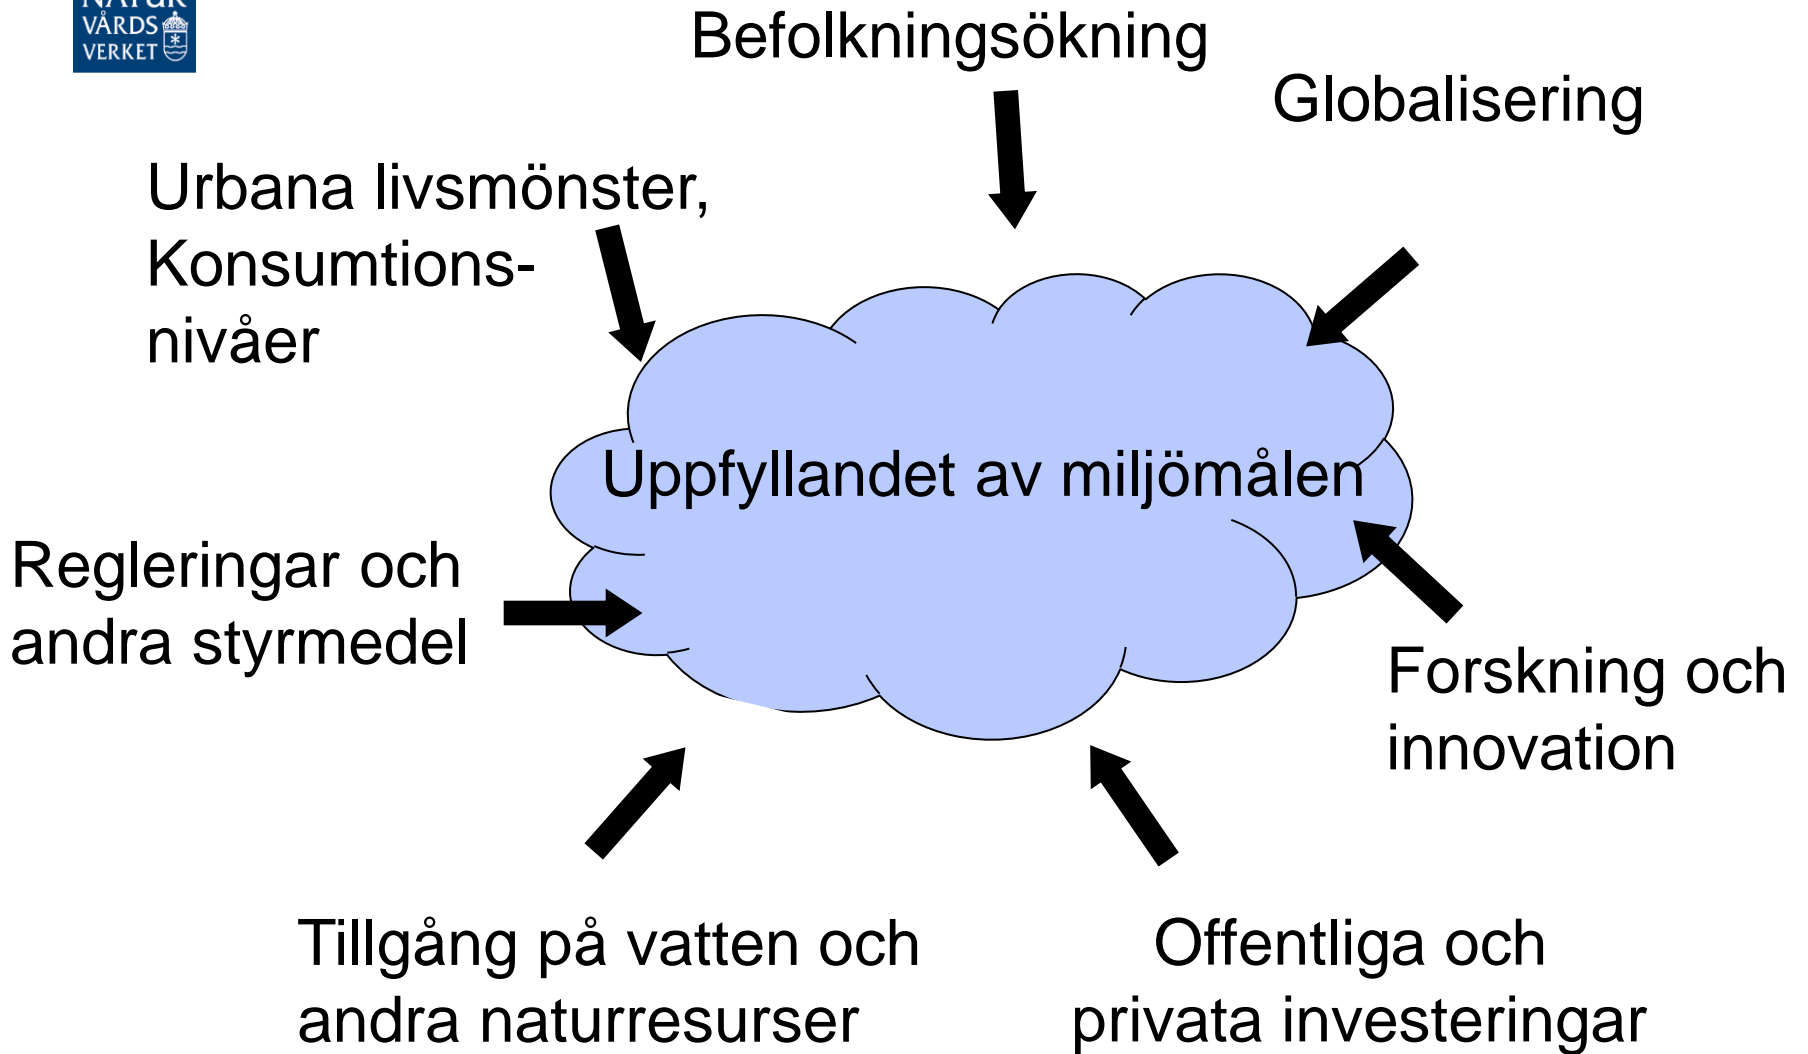 NATUR
VÅRDS
VERKET
Befolkningsökning
Globalisering
Urbana livsmönster,
Konsumtions-
nivåer
Uppfyllandet av miljömålen
Regleringar och
andra styrmedel
Forskning och
innovation
Tillgång på vatten och
andra naturresurser
Offentliga och
privata investeringar